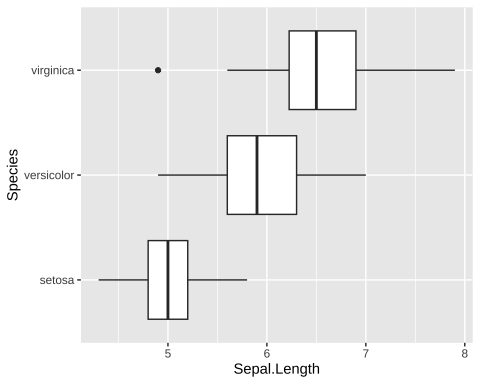 virginica
versicolor
setosa
Species
5 6 7 8
Sepal.Length